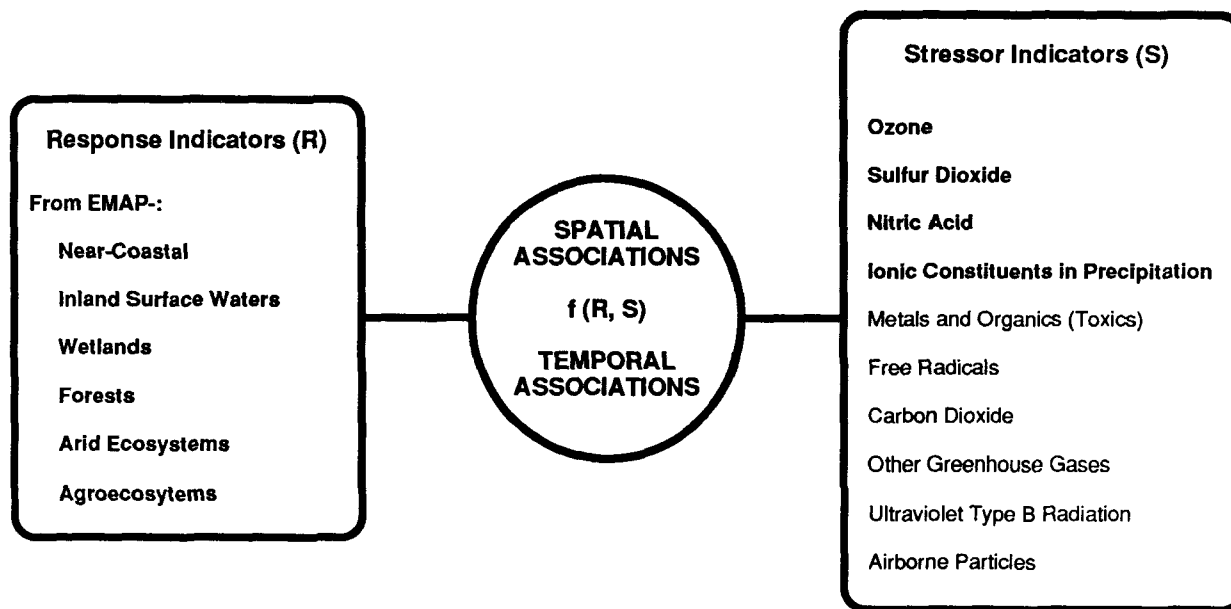 Response Indicators (R)
From EMAP-:
Near-Coastal
Inland Surface Waters
Wetlands
Forests
Arid Ecosystems
Agroecosytems
SPATIAL
ASSOCIATIONS
f (R, S)
TEMPORAL
ASSOCIATIONS
Stressor Indicators (S)
Ozone
Sulfur Dioxide
Nitric Acid
Ionic Constituents in Precipitation
Metals and Organics (Toxics)
Free Radicals
Carbon Dioxide
Other Greenhouse Gases
Ultraviolet Type B Radiation
Airborne Particles